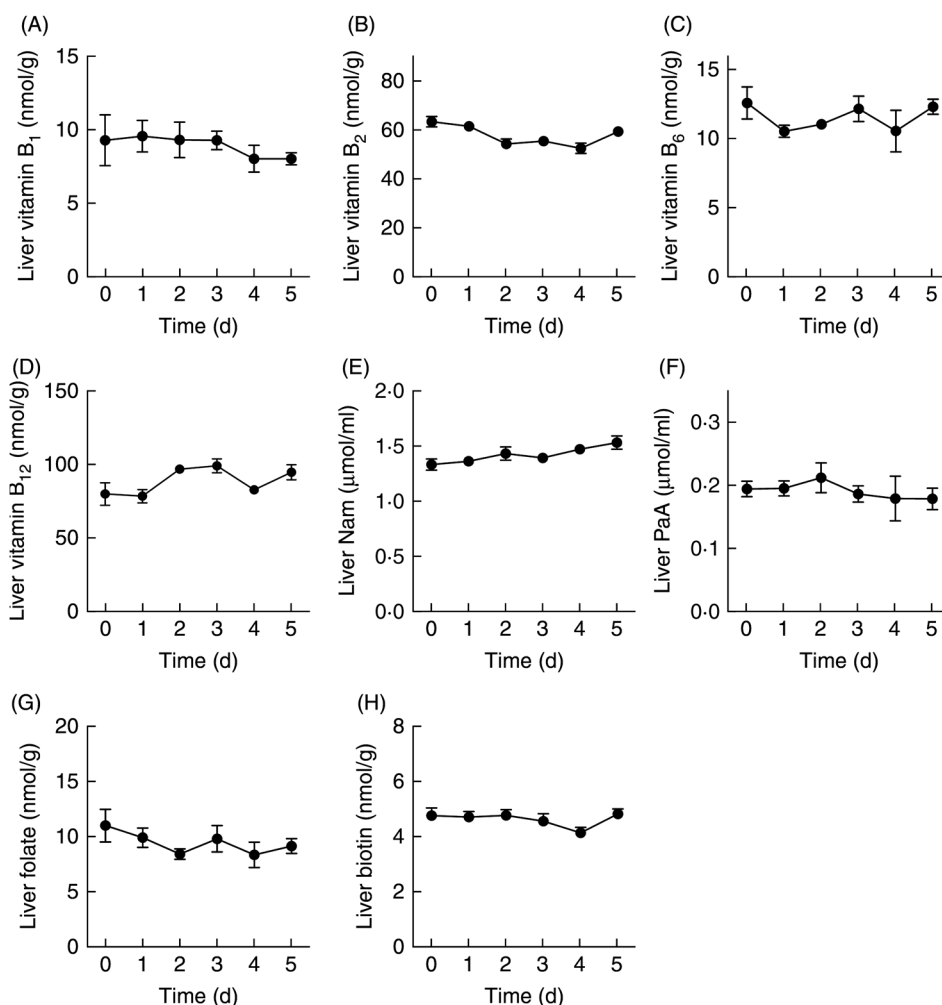 (A)
Liver vitamin B1 (nmol/g)
15
10
5
0
0 1 2 3 4 5
Time (d)
(B)
Liver vitamin B2 (nmol/g)
80
60
40
20
0
0 1 2 3 4 5
Time (d)
(C)
Liver vitamin B6 (nmol/g)
15
10
5
0
0 1 2 3 4 5
Time (d)
(D)
Liver vitamin B12 (nmol/g)
150
100
50
0
0 1 2 3 4 5
Time (d)
(E)
Liver Nam (μmol/ml)
2·0
1·5
1·0
0·5
0·0
0 1 2 3 4 5
Time (d)
(F)
Liver PaA (μmol/ml)
0·3
0·2
0·1
0·0
0 1 2 3 4 5
Time (d)
(G)
Liver folate (nmol/g)
20
15
10
5
0
0 1 2 3 4 5
Time (d)
(H)
Liver biotin (nmol/g)
8
6
4
2
0
0 1 2 3 4 5
Time (d)